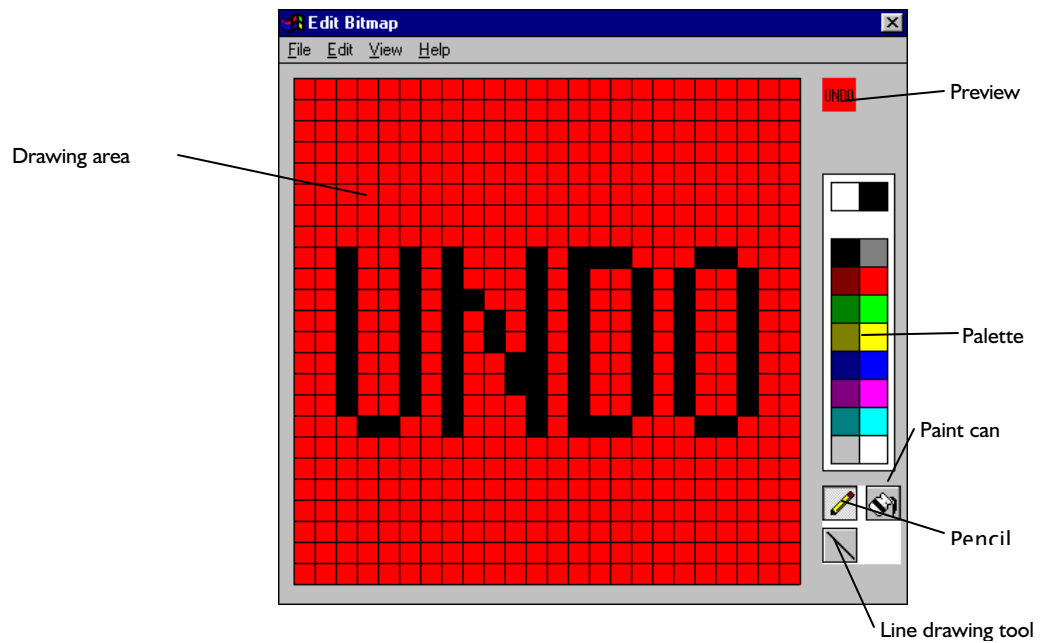 Edit Bitmap
File Edit View Help
UNDO
Preview
Drawing area
UNDO
Palette
Paint can
Pencil
Line drawing tool